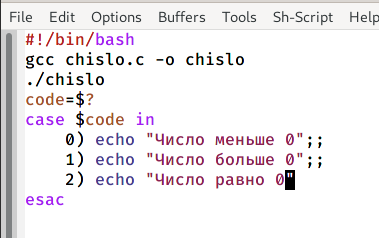 File Edit Options Buffers Tools Sh-Script Help
#!/bin/bash
gcc chislo.c -o chislo
./chislo
code=$?
case $code in
    0) echo "Число меньше 0";;
    1) echo "Число больше 0";;
    2) echo "Число равно 0"
esac